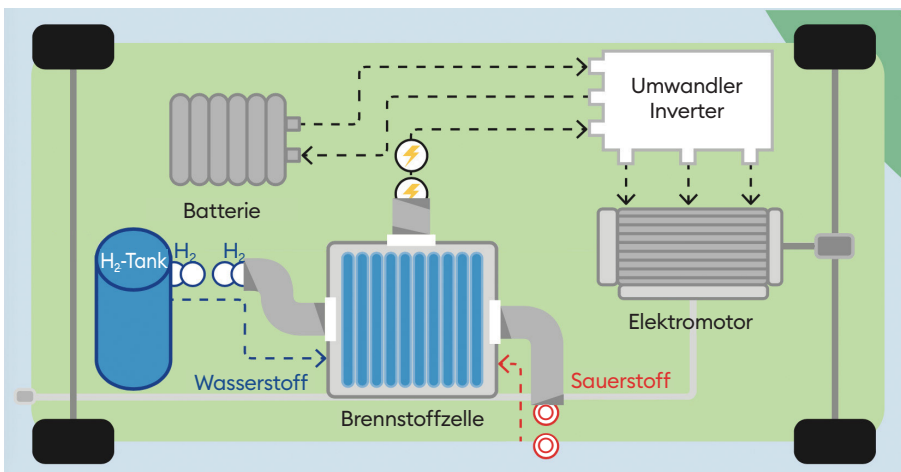 Umwandler
Inverter
Batterie
H₂-Tank
H₂
H₂
Elektromotor
Wasserstoff
Sauerstoff
Brennstoffzelle